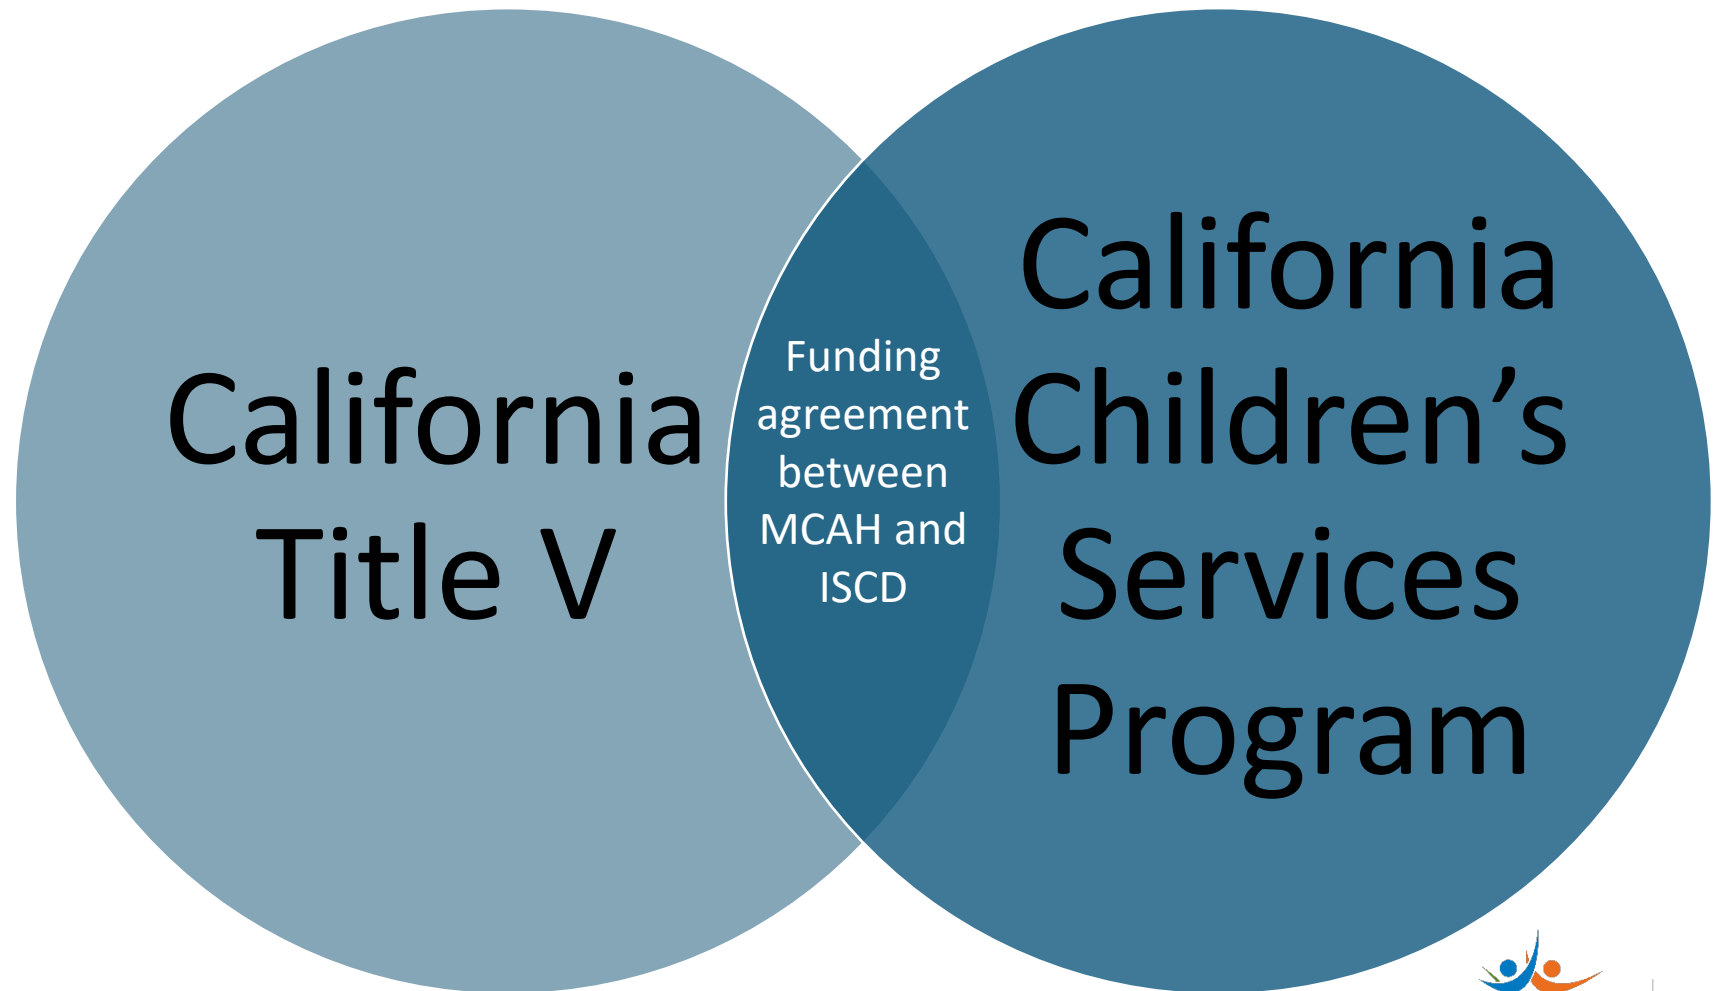 California
Title V
Funding
agreement
between
MCAH and
ISCD
California
Children’s
Services
Program